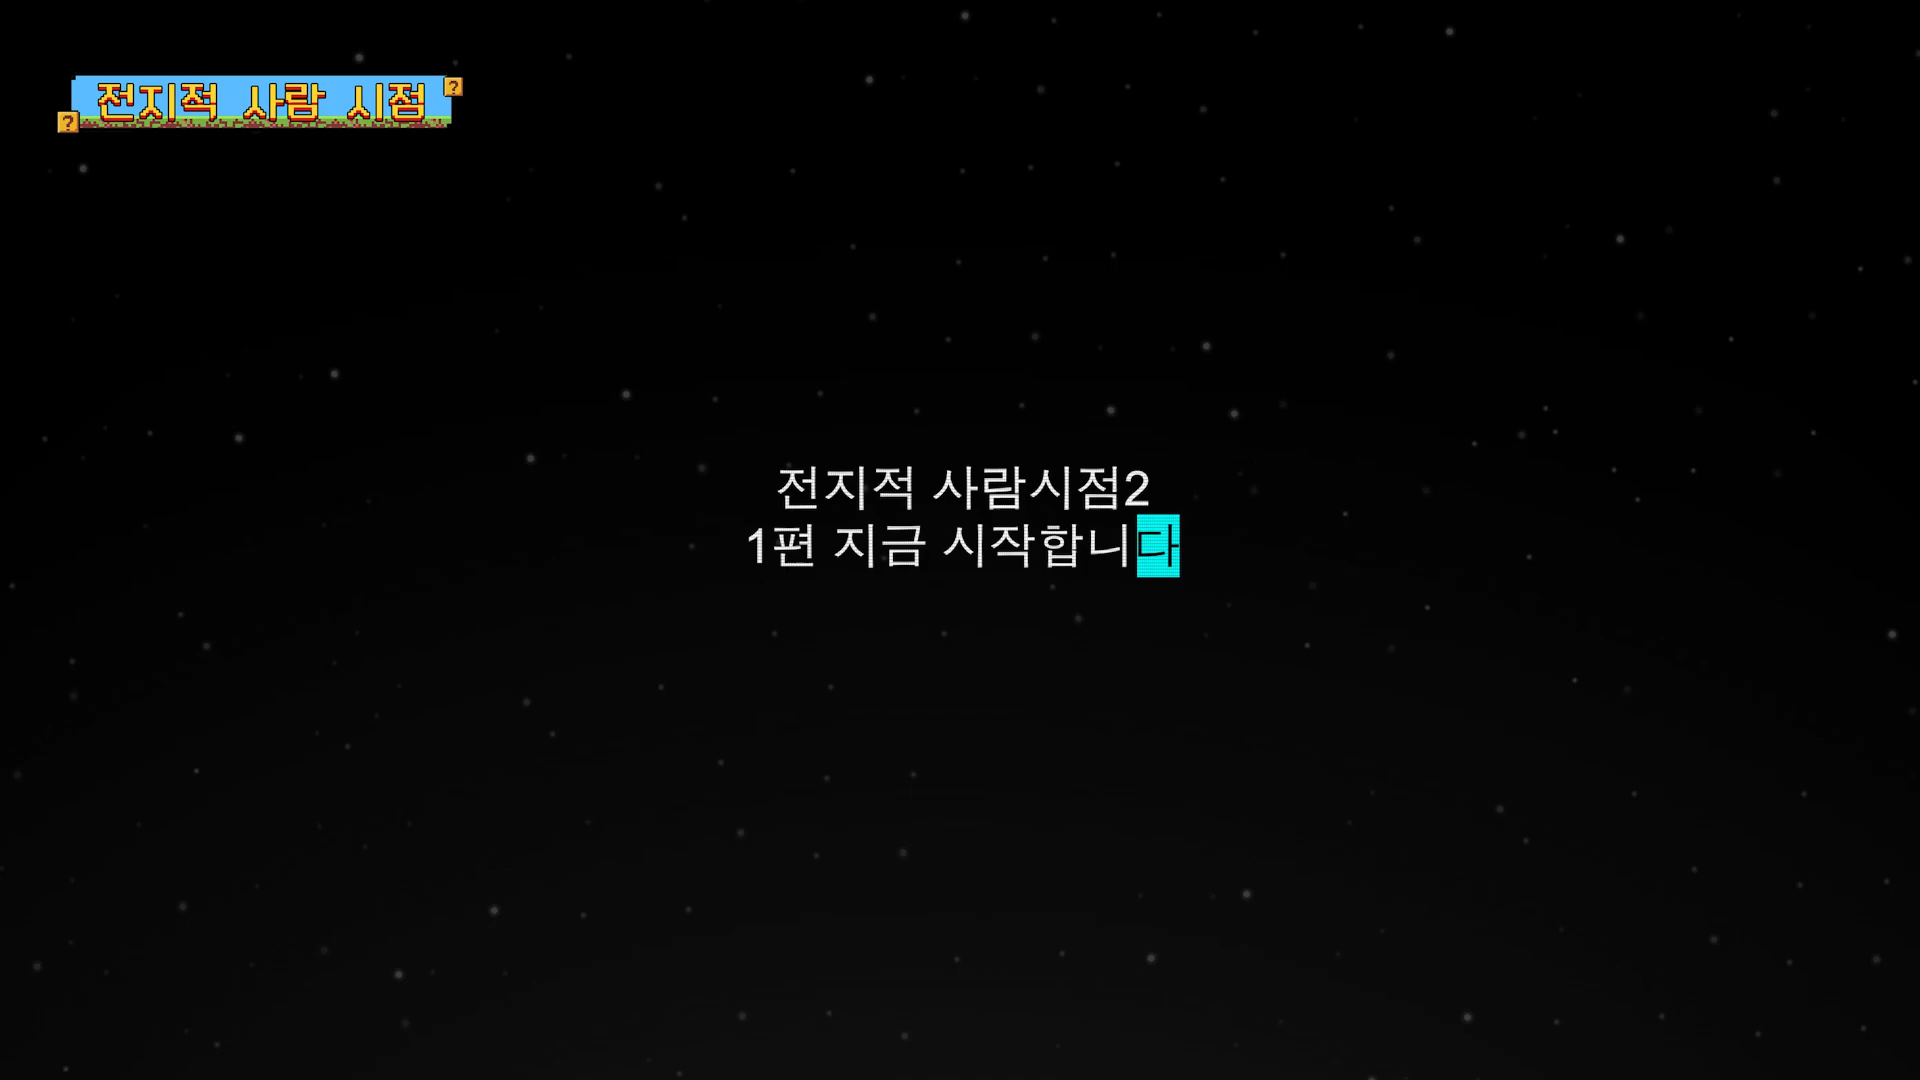 전지적 사람 시점
?
?
전지적 사람시점2
1편 지금 시작합니다